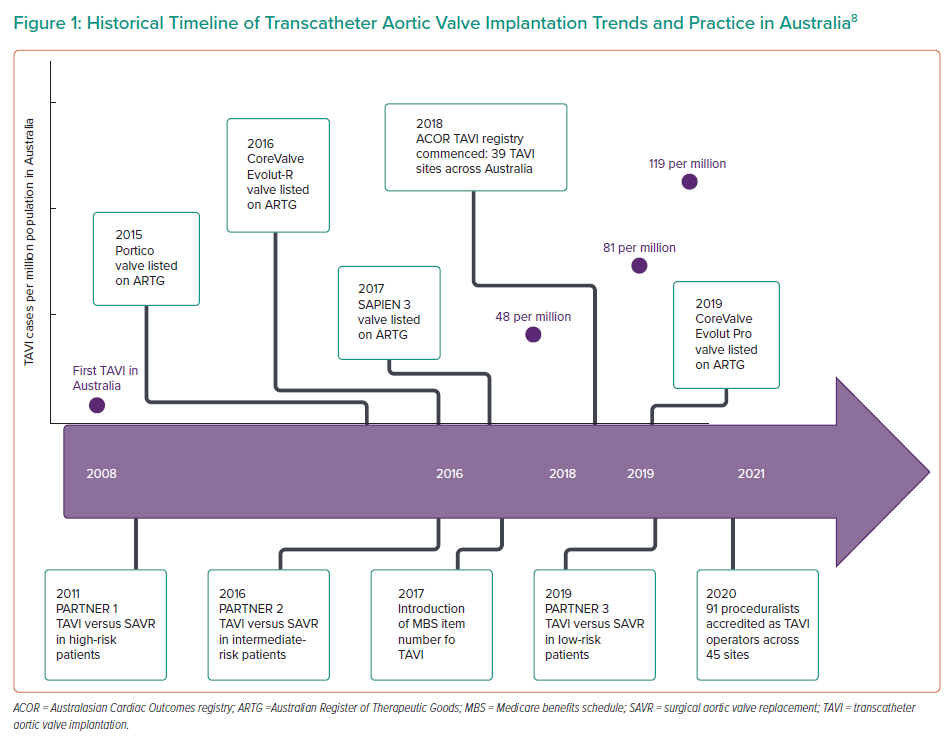 Figure 1: Historical Timeline of Transcatheter Aortic Valve Implantation Trends and Practice in Australia8
TAVI cases per million population in Australia
2018
ACOR TAVI registry
commenced: 39 TAVI
sites across Australia
2016
CoreValve
Evolut-R
valve listed
on ARTG
119 per million
2015
Portico
valve listed
on ARTG
81 per million
2017
SAPIEN 3
valve listed
on ARTG
2019
CoreValve
Evolut Pro
valve listed
on ARTG
48 per million
First TAVI in
Australia
2008
2016
2018
2019
2021
2011
PARTNER 1
TAVI versus SAVR
in high-risk
patients
2016
PARTNER 2
TAVI versus SAVR
in intermediate-
risk patients
2017
Introduction
of MBS item
number fo
TAVI
2019
PARTNER 3
TAVI versus SAVR
in low-risk
patients
2020
91 proceduralists
accredited as TAVI
operators across
45 sites
ACOR = Australasian Cardiac Outcomes registry; ARTG =Australian Register of Therapeutic Goods; MBS = Medicare benefits schedule; SAVR = surgical aortic valve replacement; TAVI = transcatheter
aortic valve implantation.